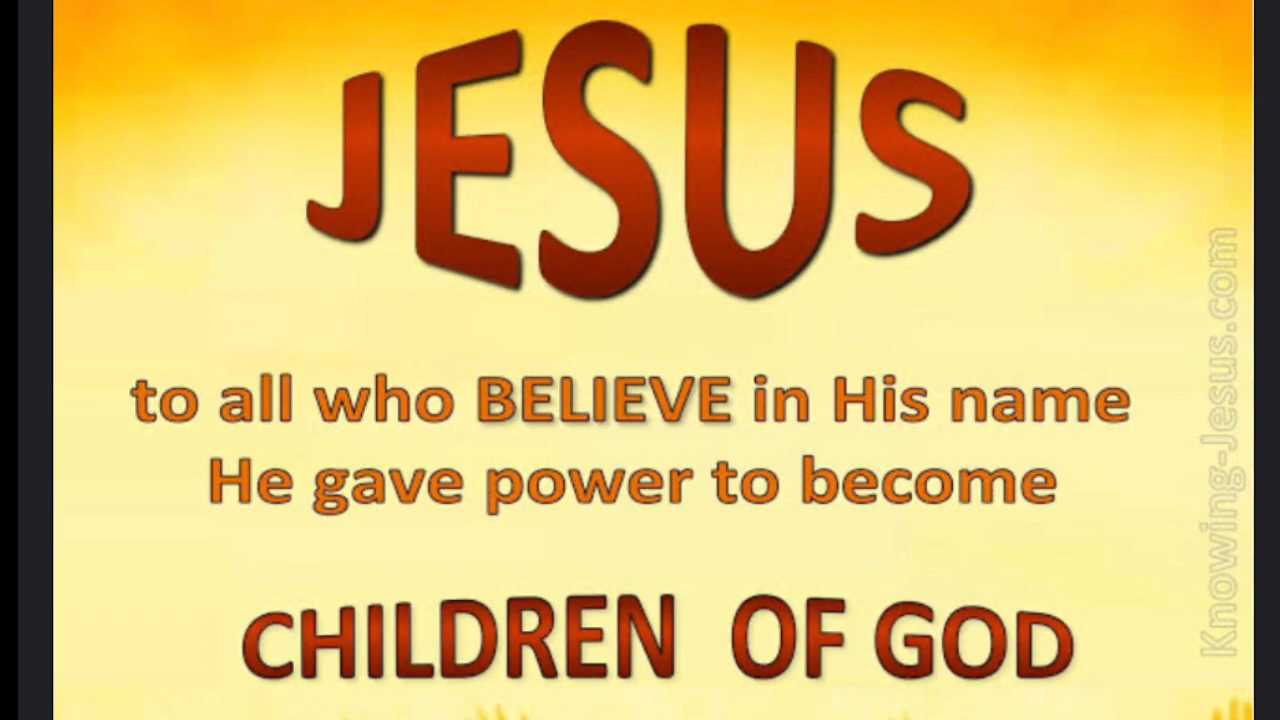 JESUS
to all who BELIEVE in His name
He gave power to become
CHILDREN OF GOD
Knowing-Jesus.com